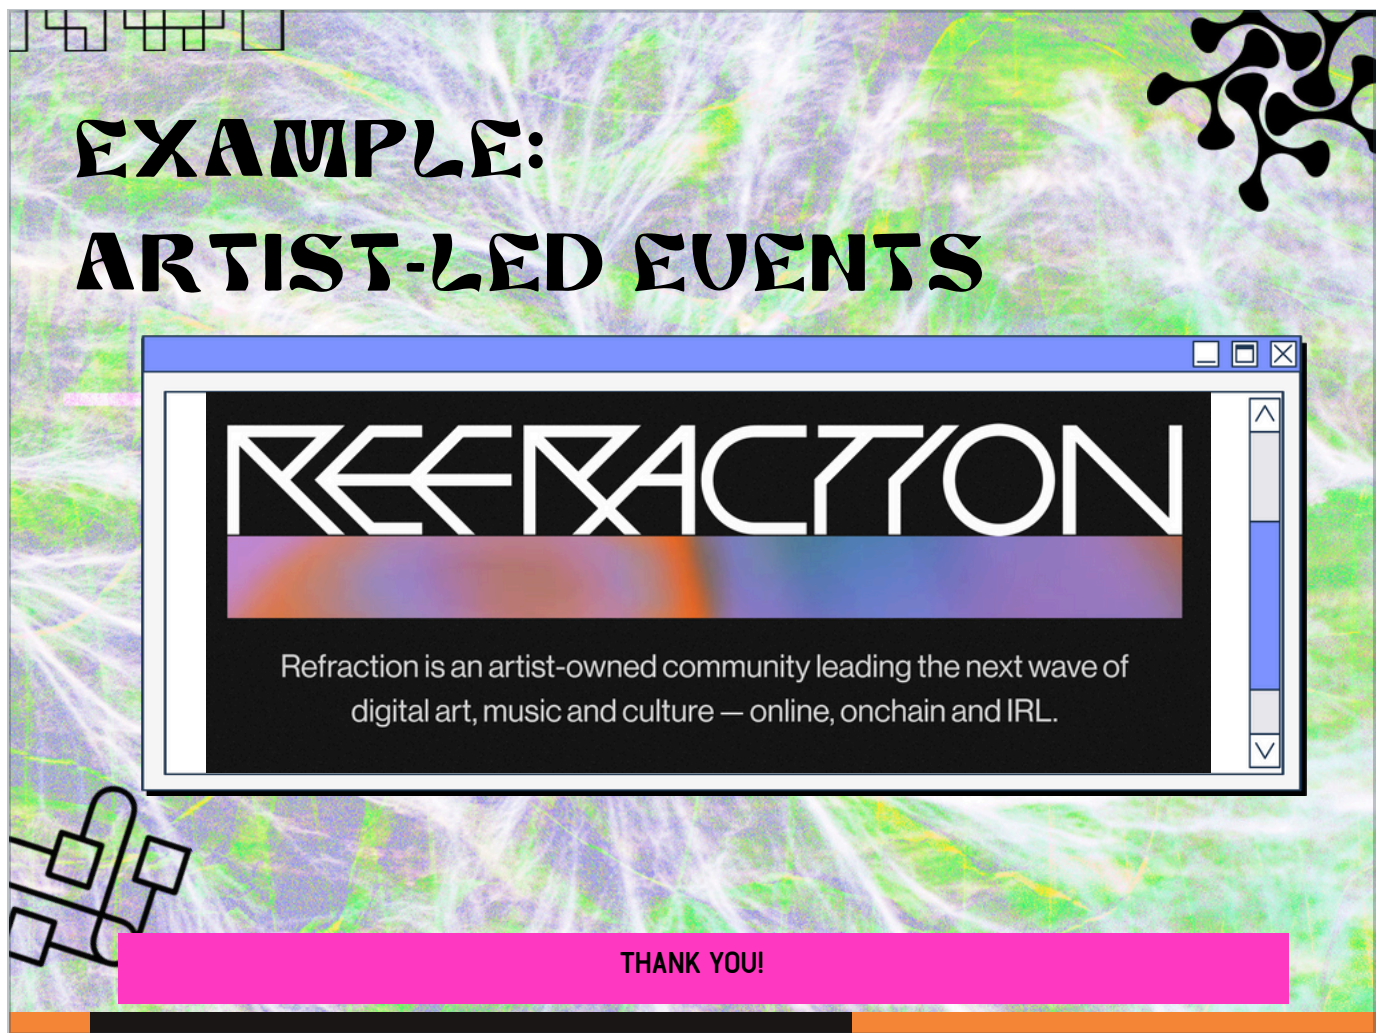 EXAMPLE:
ARTIST-LED EVENTS
REFRACTION
Refraction is an artist-owned community leading the next wave of
digital art, music and culture — online, onchain and IRL.
THANK YOU!